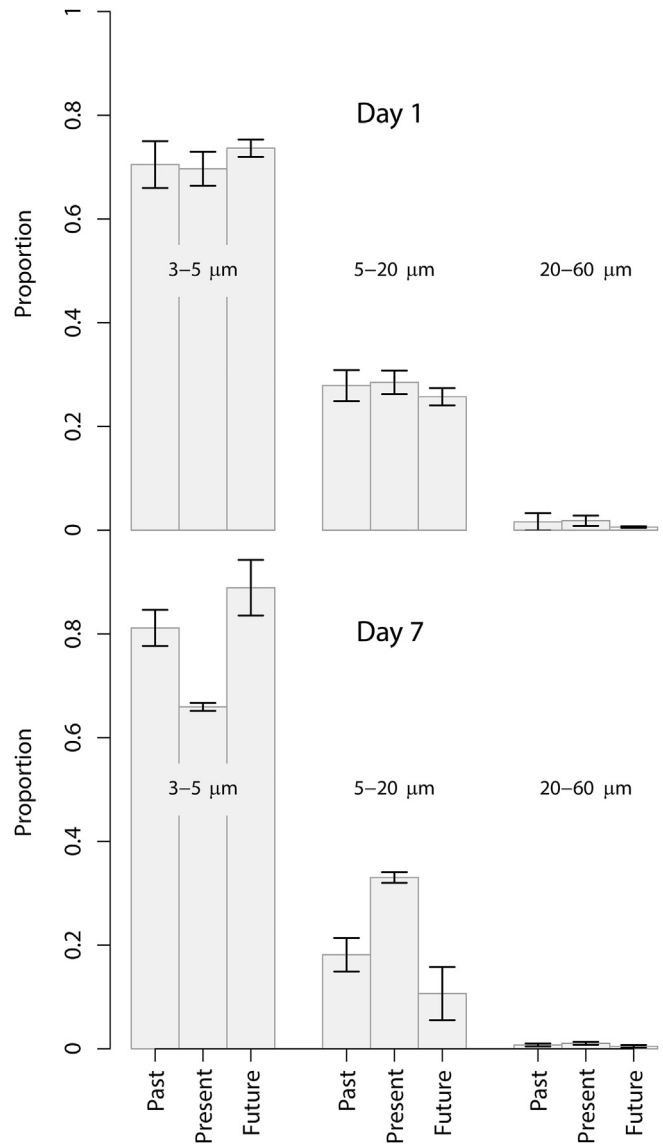 1
0.8
0.6
0.4
0.2
0
Proportion
Day 1
3–5 μm
5–20 μm
20–60 μm
0.8
0.6
0.4
0.2
0
Proportion
Day 7
3–5 μm
5–20 μm
20–60 μm
Past Present Future Past Present Future Past Present Future